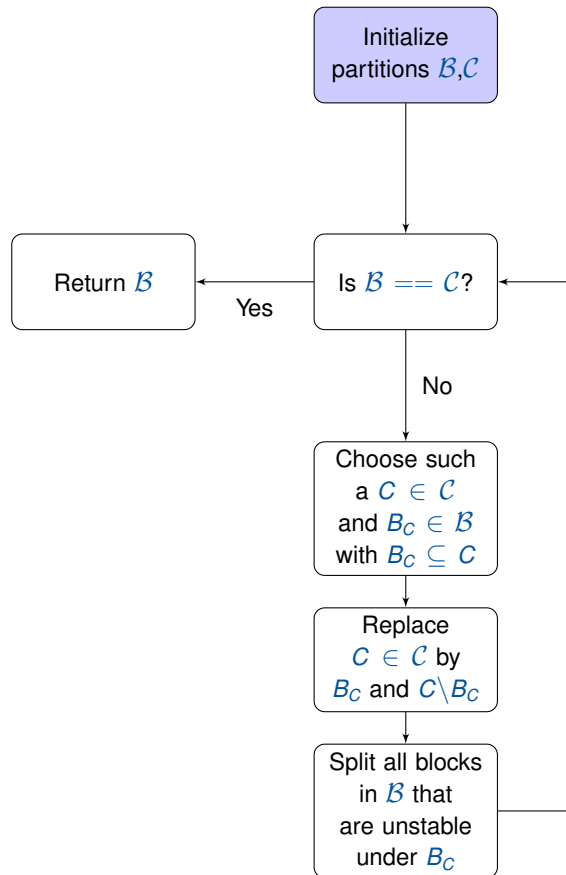 Initialize
partitions ℬ,𝒞
Return ℬ
Yes
Is ℬ == 𝒞?
No
Choose such
a C ∈ 𝒞
and B_C ∈ ℬ
with B_C ⊆ C
Replace
C ∈ 𝒞 by
B_C and C\B_C
Split all blocks
in ℬ that
are unstable
under B_C